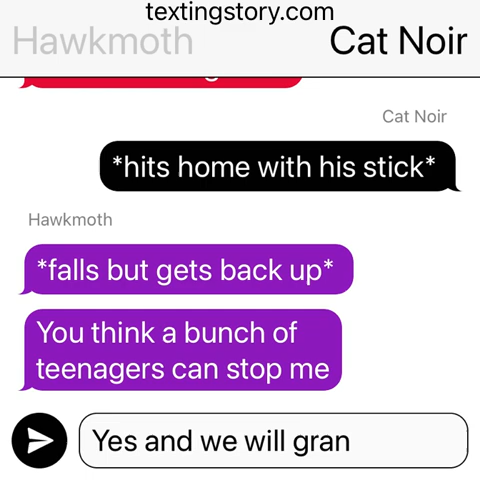 textingstory.com
Hawkmoth
Cat Noir
Cat Noir
*hits home with his stick*
Hawkmoth
*falls but gets back up*
You think a bunch of
teenagers can stop me
Yes and we will gran